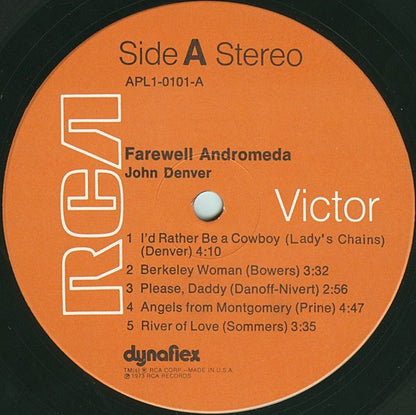 Side A Stereo
APL1-0101-A
RCA
Farewell Andromeda
John Denver
Victor
1 I'd Rather Be a Cowboy (Lady's Chains)
(Denver) 4:10
2 Berkeley Woman (Bowers) 3:32
3 Please, Daddy (Danoff-Nivert) 2:56
4 Angels from Montgomery (Prine) 4:47
5 River of Love (Sommers) 3:35
dynaflex
TM(s) ® RCA CORP.—MADE IN U.S.A.
℗ 1973 RCA RECORDS